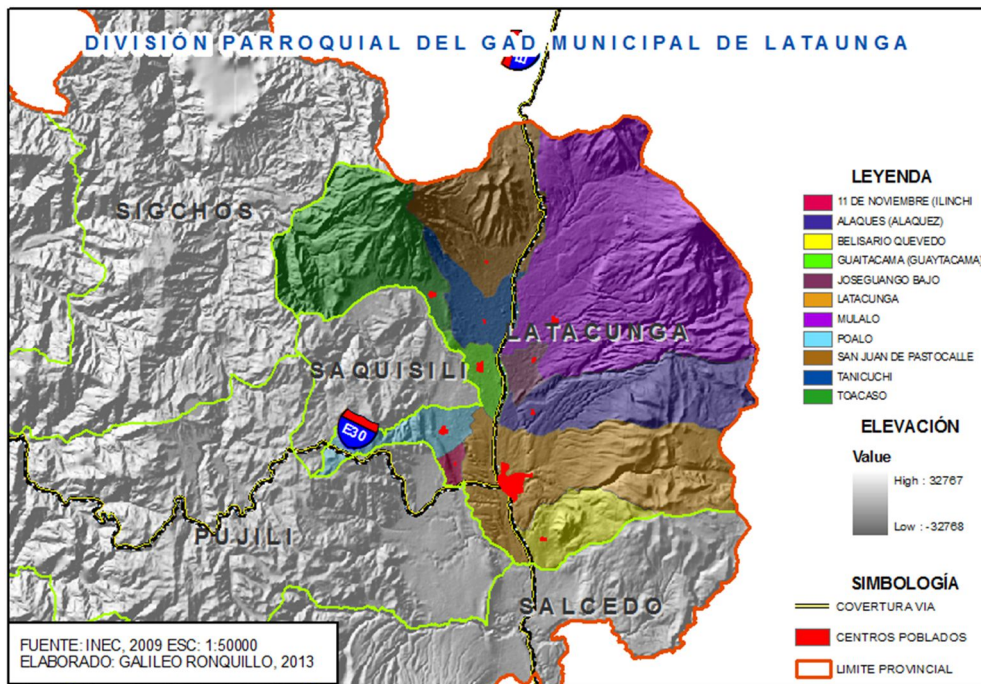 DIVISIÓN PARROQUIAL DEL GAD MUNICIPAL DE LATAUNGA
SIGCHOS
LATACUNGA
SAQUISILI
E30
PUJILI
SALCEDO
LEYENDA
11 DE NOVIEMBRE (ILINCHI
ALAQUES (ALAQUEZ)
BELISARIO QUEVEDO
GUAITACAMA (GUAYTACAMA)
JOSEGUANGO BAJO
LATACUNGA
MULALO
POALO
SAN JUAN DE PASTOCALLE
TANICUCHI
TOACASO
ELEVACIÓN
Value
High : 32767
Low : -32768
SIMBOLOGÍA
COVERTURA VIA
CENTROS POBLADOS
LIMITE PROVINCIAL
FUENTE: INEC, 2009 ESC: 1:50000
ELABORADO: GALILEO RONQUILLO, 2013